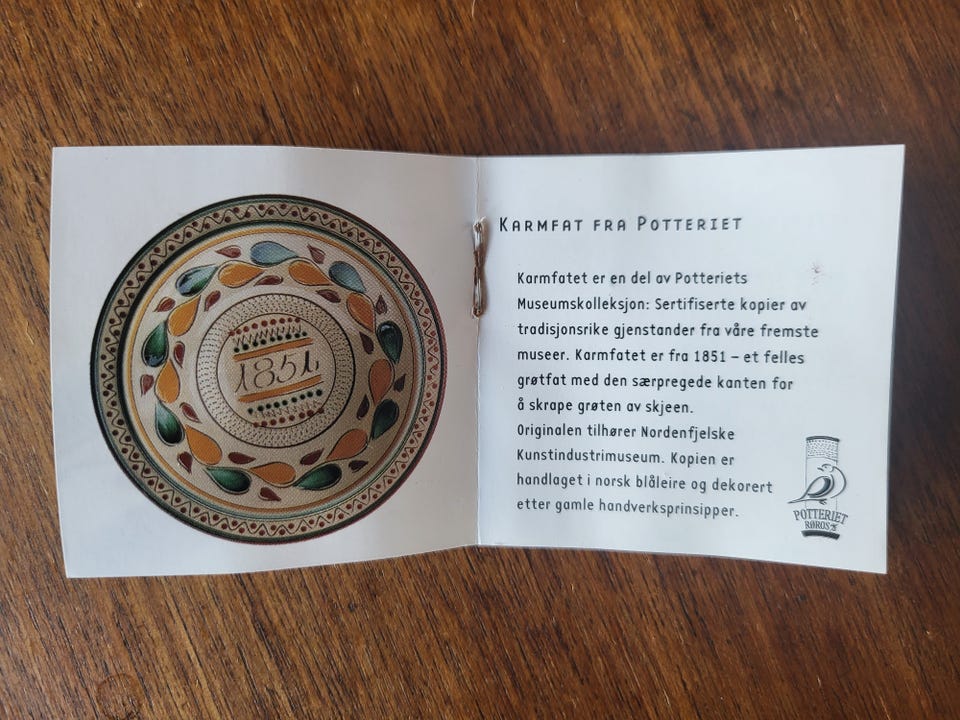 1851.
KARMFAT FRA POTTERIET
Karmfatet er en del av Potteriets
Museumskolleksjon: Sertifiserte kopier av
tradisjonsrike gjenstander fra våre fremste
museer. Karmfatet er fra 1851 – et felles
grøtfat med den særpregede kanten for
å skrape grøten av skjeen.
Originalen tilhører Nordenfjelske
Kunstindustrimuseum. Kopien er
handlaget i norsk blåleire og dekorert
etter gamle handverksprinsipper.
POTTERIET
RØROS